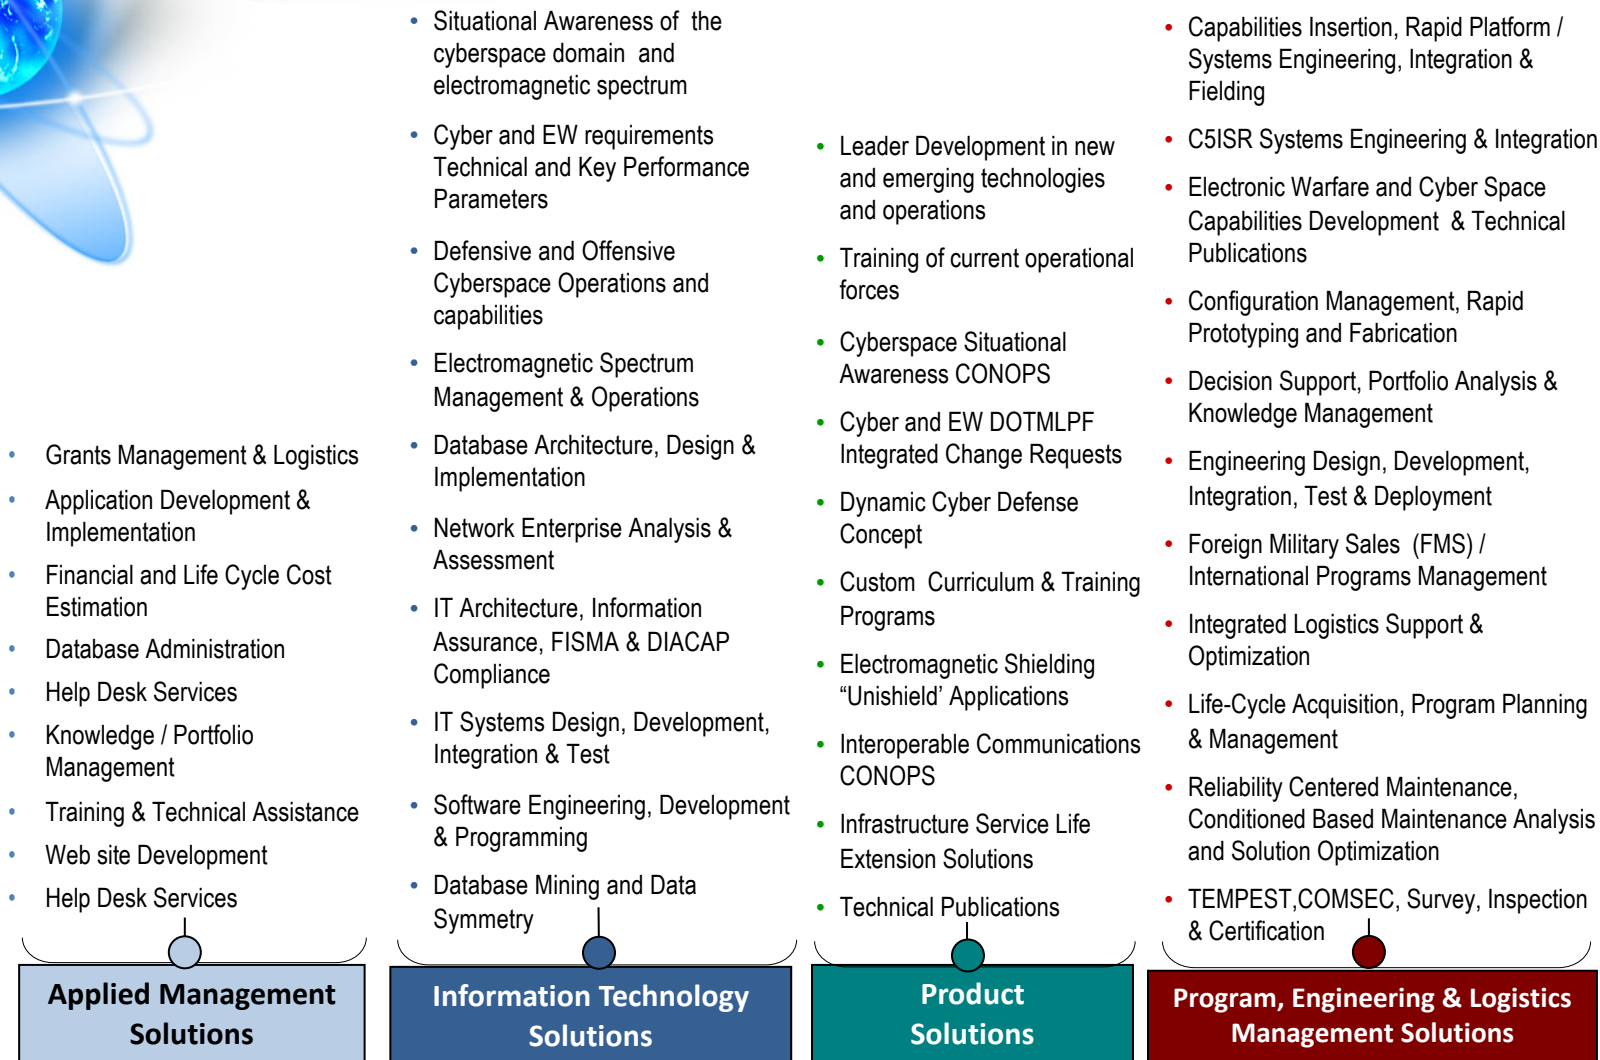 Grants Management & Logistics
Application Development &
Implementation
Financial and Life Cycle Cost
Estimation
Database Administration
Help Desk Services
Knowledge / Portfolio
Management
Training & Technical Assistance
Web site Development
Help Desk Services
Applied Management
Solutions
Situational Awareness of the
cyberspace domain and
electromagnetic spectrum
Cyber and EW requirements
Technical and Key Performance
Parameters
Defensive and Offensive
Cyberspace Operations and
capabilities
Electromagnetic Spectrum
Management & Operations
Database Architecture, Design &
Implementation
Network Enterprise Analysis &
Assessment
IT Architecture, Information
Assurance, FISMA & DIACAP
Compliance
IT Systems Design, Development,
Integration & Test
Software Engineering, Development
& Programming
Database Mining and Data
Symmetry
Information Technology
Solutions
Leader Development in new
and emerging technologies
and operations
Training of current operational
forces
Cyberspace Situational
Awareness CONOPS
Cyber and EW DOTMLPF
Integrated Change Requests
Dynamic Cyber Defense
Concept
Custom Curriculum & Training
Programs
Electromagnetic Shielding
“Unishield’ Applications
Interoperable Communications
CONOPS
Infrastructure Service Life
Extension Solutions
Technical Publications
Product
Solutions
Capabilities Insertion, Rapid Platform /
Systems Engineering, Integration &
Fielding
C5ISR Systems Engineering & Integration
Electronic Warfare and Cyber Space
Capabilities Development & Technical
Publications
Configuration Management, Rapid
Prototyping and Fabrication
Decision Support, Portfolio Analysis &
Knowledge Management
Engineering Design, Development,
Integration, Test & Deployment
Foreign Military Sales (FMS) /
International Programs Management
Integrated Logistics Support &
Optimization
Life-Cycle Acquisition, Program Planning
& Management
Reliability Centered Maintenance,
Conditioned Based Maintenance Analysis
and Solution Optimization
TEMPEST,COMSEC, Survey, Inspection
& Certification
Program, Engineering & Logistics
Management Solutions